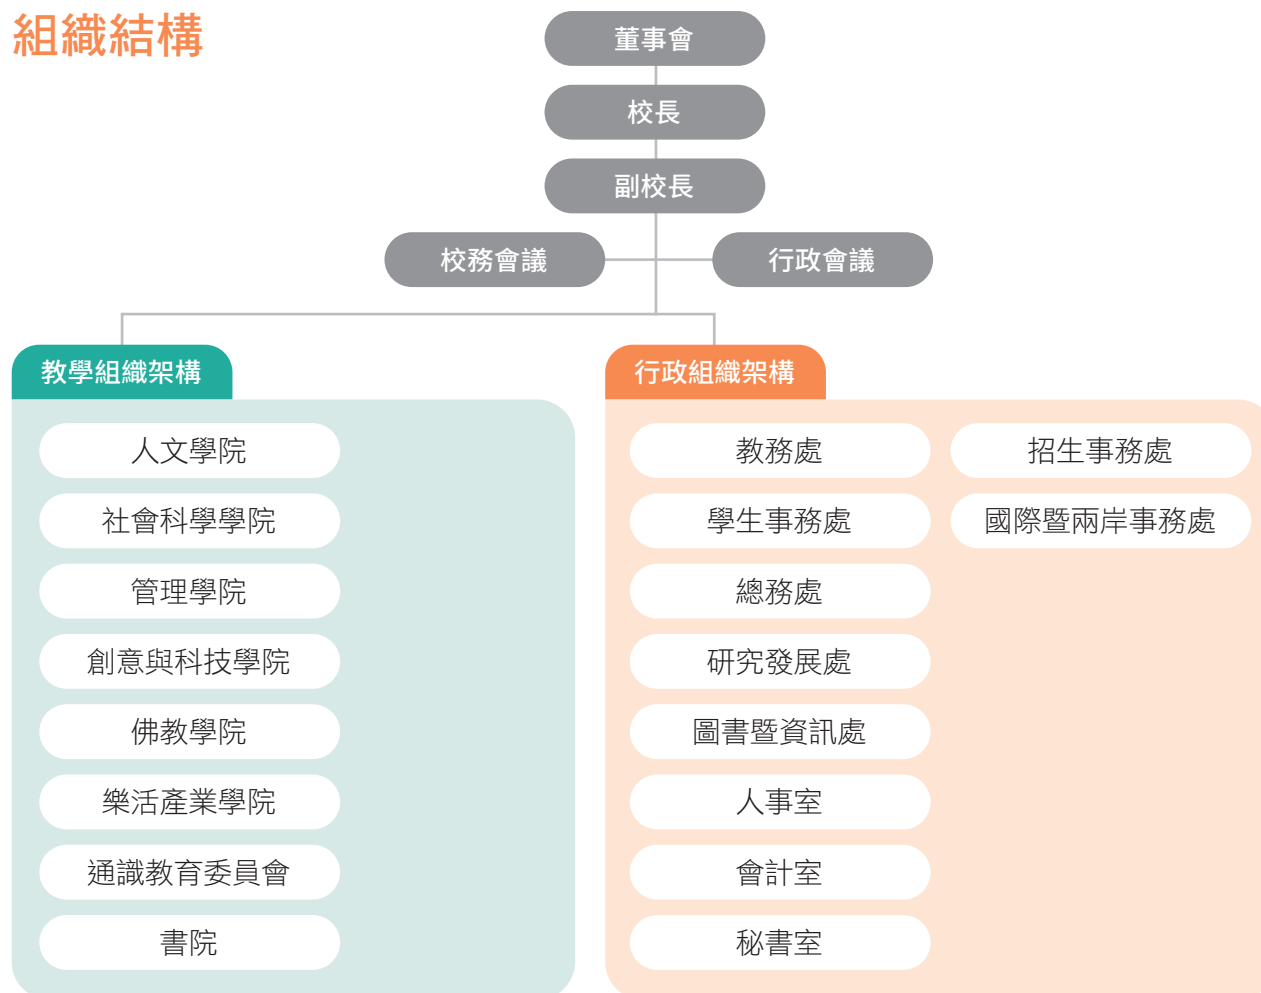 組織結構
董事會
校長
副校長
校務會議
行政會議
教學組織架構
人文學院
社會科學學院
管理學院
創意與科技學院
佛教學院
樂活產業學院
通識教育委員會
書院
行政組織架構
教務處
學生事務處
總務處
研究發展處
圖書暨資訊處
人事室
會計室
秘書室
招生事務處
國際暨兩岸事務處